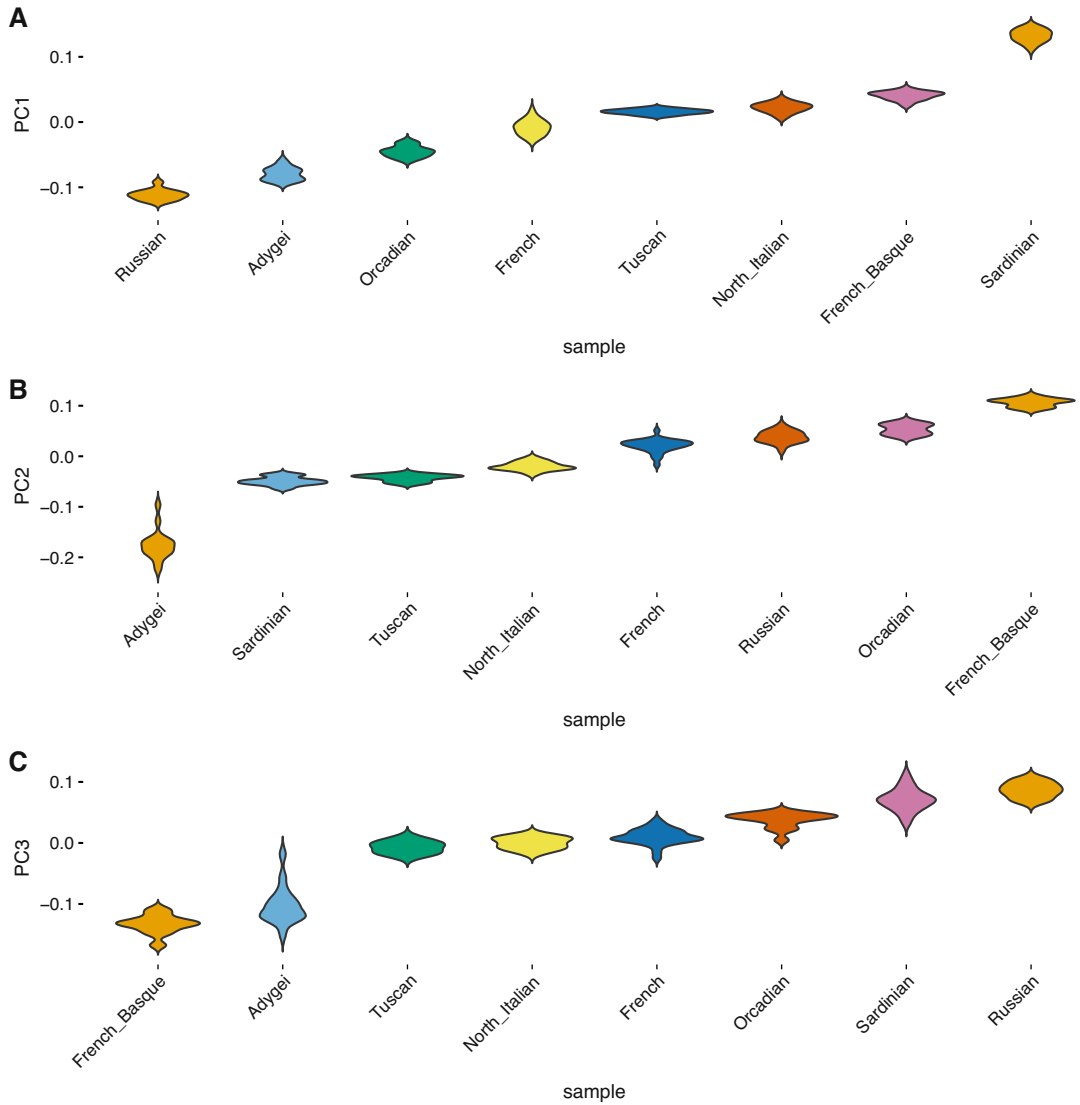 A
PC1
0.1
0.0
−0.1
Russian
Adygei
Orcadian
French
Tuscan
North_Italian
French_Basque
Sardinian
sample
B
PC2
0.1
0.0
−0.1
−0.2
Adygei
Sardinian
Tuscan
North_Italian
French
Russian
Orcadian
French_Basque
sample
C
PC3
0.1
0.0
−0.1
French_Basque
Adygei
Tuscan
North_Italian
French
Orcadian
Sardinian
Russian
sample